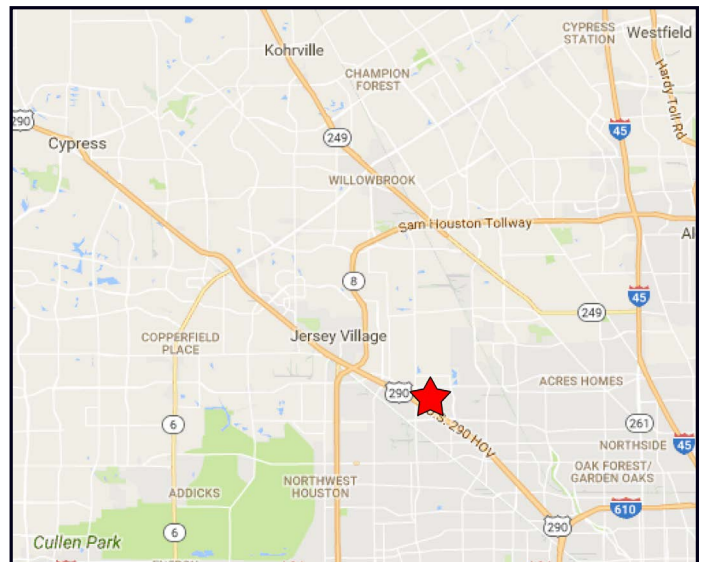 CYPRESS
STATION
Westfield
Kohrville
Hardy Toll Rd
CHAMPION
FOREST
290
45
249
Cypress
WILLOWBROOK
Sam Houston Tollway
8
45
249
Jersey Village
COPPERFIELD
PLACE
290
ACRES HOMES
U.S. 290 HOV
6
261
NORTHSIDE
45
OAK FOREST/
GARDEN OAKS
NORTHWEST
HOUSTON
ADDICKS
610
290
6
Cullen Park